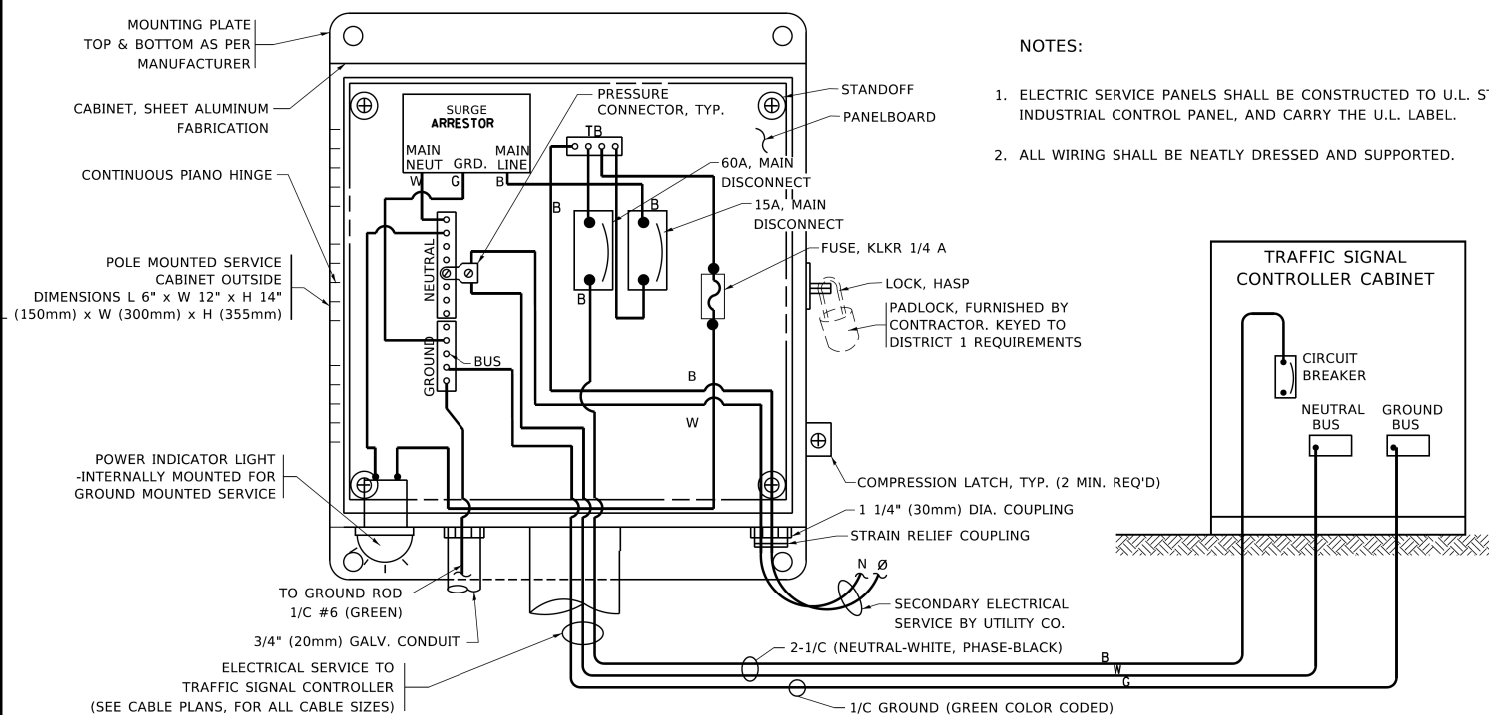 MOUNTING PLATE
TOP & BOTTOM AS PER
MANUFACTURER
CABINET, SHEET ALUMINUM
FABRICATION
CONTINUOUS PIANO HINGE
POLE MOUNTED SERVICE
CABINET OUTSIDE
DIMENSIONS L 6" x W 12" x H 14"
L (150mm) x W (300mm) x H (355mm)
POWER INDICATOR LIGHT
-INTERNALLY MOUNTED FOR
GROUND MOUNTED SERVICE
TO GROUND ROD
1/C #6 (GREEN)
3/4" (20mm) GALV. CONDUIT
ELECTRICAL SERVICE TO
TRAFFIC SIGNAL CONTROLLER
(SEE CABLE PLANS, FOR ALL CABLE SIZES)
SURGE
ARRESTOR
MAIN
NEUT
GRD.
MAIN
LINE
W
G
B
PRESSURE
CONNECTOR, TYP.
TB
STANDOFF
PANELBOARD
60A, MAIN
DISCONNECT
15A, MAIN
DISCONNECT
B
B
B
FUSE, KLKR 1/4 A
NEUTRAL
GROUND
BUS
LOCK, HASP
PADLOCK, FURNISHED BY
CONTRACTOR. KEYED TO
DISTRICT 1 REQUIREMENTS
B
W
COMPRESSION LATCH, TYP. (2 MIN. REQ'D)
1 1/4" (30mm) DIA. COUPLING
STRAIN RELIEF COUPLING
N Ø
SECONDARY ELECTRICAL
SERVICE BY UTILITY CO.
2-1/C (NEUTRAL-WHITE, PHASE-BLACK)
B
W
G
1/C GROUND (GREEN COLOR CODED)
NOTES:
1. ELECTRIC SERVICE PANELS SHALL BE CONSTRUCTED TO U.L.
INDUSTRIAL CONTROL PANEL, AND CARRY THE U.L. LABEL.
2. ALL WIRING SHALL BE NEATLY DRESSED AND SUPPORTED.
TRAFFIC SIGNAL
CONTROLLER CABINET
CIRCUIT
BREAKER
NEUTRAL
BUS
GROUND
BUS